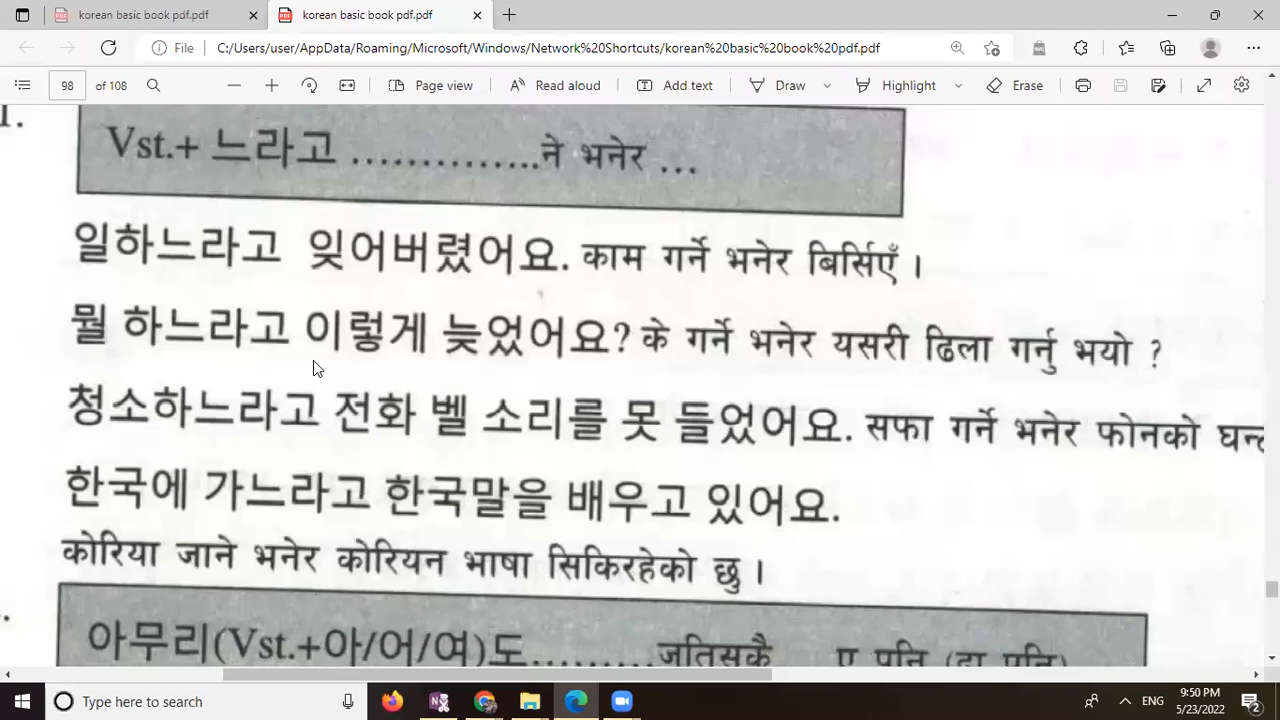 korean basic book pdf.pdf
korean basic book pdf.pdf
File C:/Users/user/AppData/Roaming/Microsoft/Windows/Network%20Shortcuts/korean%20basic%20book%20pdf.pdf
98 of 108 Page view Read aloud Add text Draw Highlight Erase
1.
Vst.+ 느라고 ...............ने भनेर ...
일하느라고 잊어버렸어요. काम गर्ने भनेर बिर्सिएँ ।
뭘 하느라고 이렇게 늦었어요? के गर्ने भनेर यसरी ढिला गर्नु भयो ?
청소하느라고 전화 벨 소리를 못 들었어요. सफा गर्ने भनेर फोनको
한국에 가느라고 한국말을 배우고 있어요.
कोरिया जाने भनेर कोरियन भाषा सिकिरहेको छु ।
아무리(Vst.+아/어/여)도.........जतिसकै ए पनि (दा पनि)
Type here to search
ENG
9:50 PM
5/23/2022
2